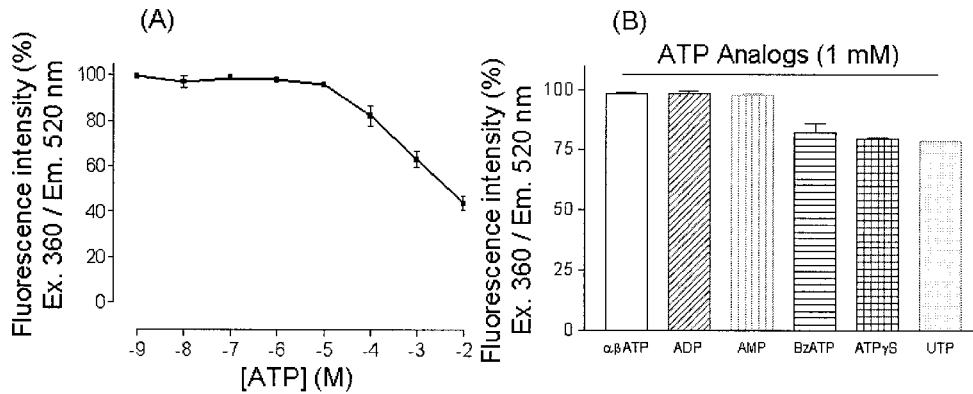 (A)
Fluorescence intensity (%)
Ex. 360 / Em. 520 nm
100
80
60
40
20
0
-9 -8 -7 -6 -5 -4 -3 -2
[ATP] (M)
(B)
ATP Analogs (1 mM)
Fluorescence intensity (%)
Ex. 360 / Em. 520 nm
100
75
50
25
0
α,βATP ADP AMP BzATP ATPγS UTP